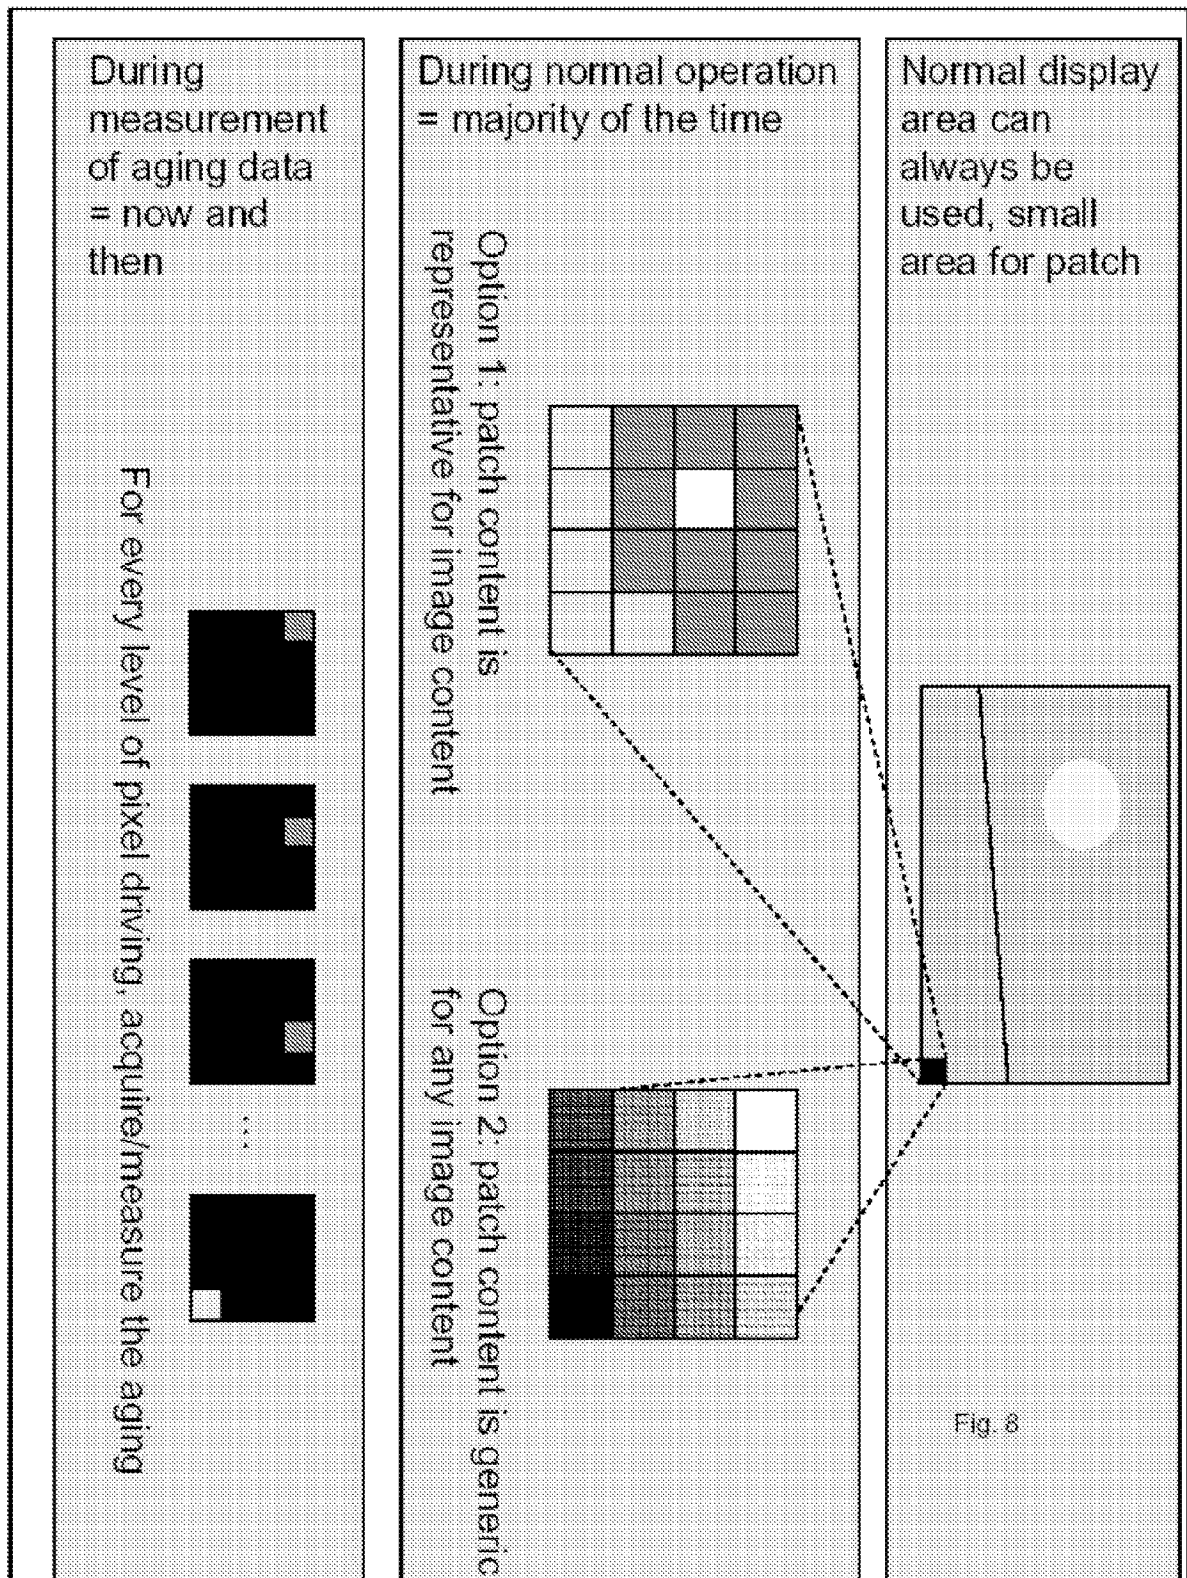 During
measurement
of aging data
= now and
then
For every level of pixel driving, acquire/measure the aging
...
During normal operation
= majority of the time
Option 1: patch content is
representative for image content
Option 2: patch content is generic
for any image content
Normal display
area can
always be
used, small
area for patch
Fig. 8